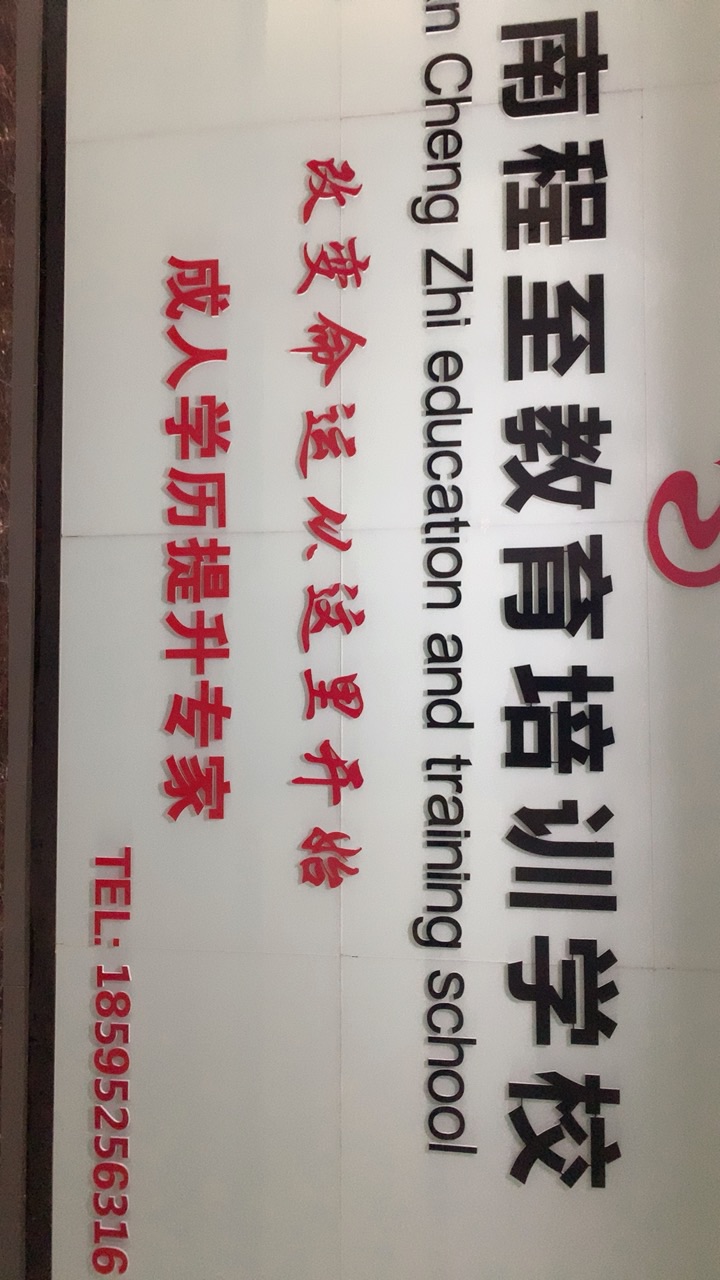 南程至教育培训学校
n Cheng Zhi education and training school
改变命运从这里开始
成人学历提升专家
TEL: 18595256316